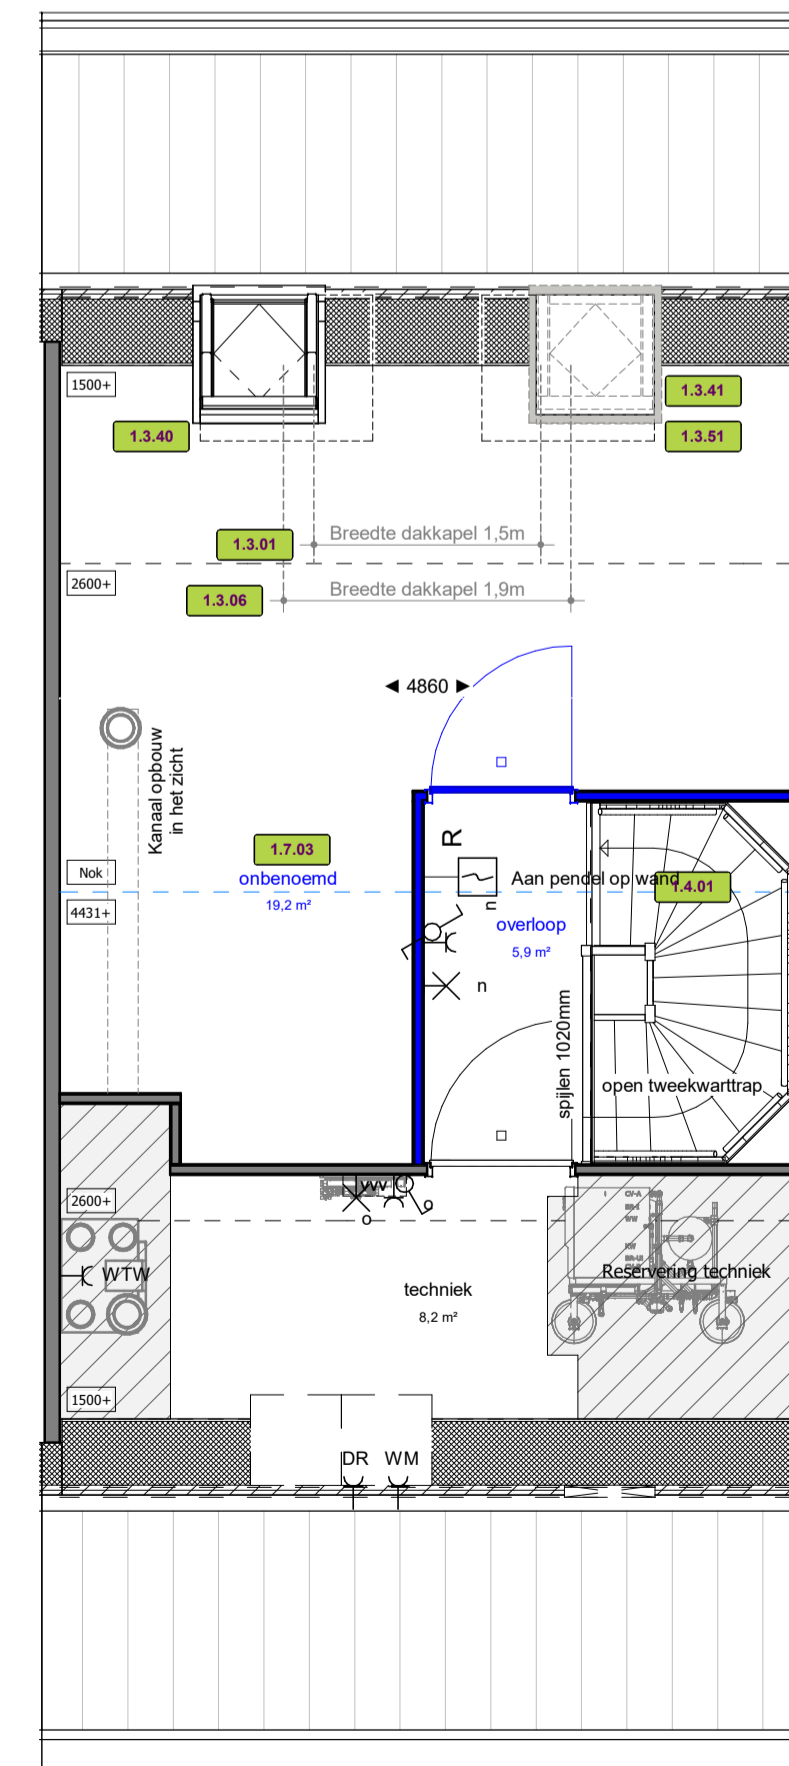 1500+
1.3.41
1.3.40
1.3.51
Breedte dakkapel 1,5m
1.3.01
2600+
Breedte dakkapel 1,9m
1.3.06
◄ 4860 ►
Kanaal opbouw
in het zicht
R
1.7.03
Nok
onbenoemd
Aan pendel op wand
1.4.01
19,2 m²
n
4431+
overloop
5,9 m²
n
spijlen 1020mm
open tweekwarttrap
2600+
o
o
CV-A
WW
KW
WTW
Reservering techniek
techniek
8,2 m²
1500+
DR
WM